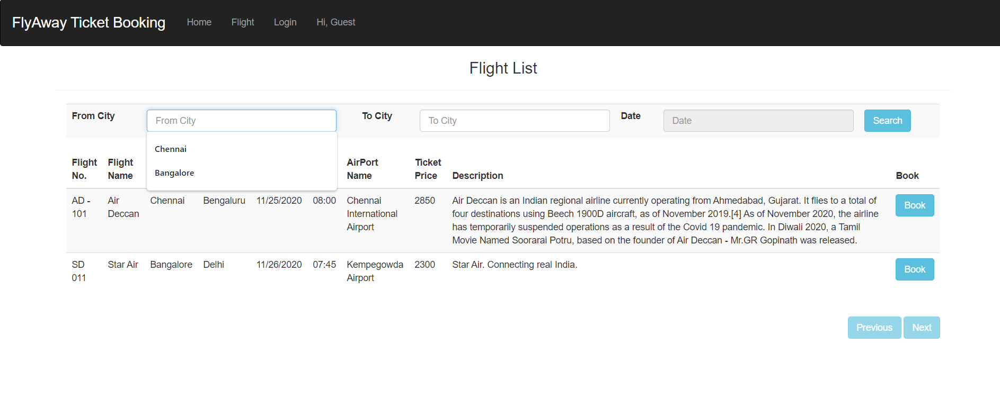 FlyAway Ticket Booking Home Flight Login Hi, Guest
Flight List
From City From City To City To City Date Date Search
Chennai
Bangalore
Flight No. Flight Name AirPort Name Ticket Price Description Book
AD - Air Chennai Bengaluru 11/25/2020 08:00 Chennai 2850 Air Deccan is an Indian regional airline currently operating from Ahmedabad, Gujarat. It flies to a total of Book
101 Deccan International four destinations using Beech 1900D aircraft, as of November 2019.[4] As of November 2020, the airline
Airport has temporarily suspended operations as a result of the Covid 19 pandemic. In Diwali 2020, a Tamil
Movie Named Soorarai Potru, based on the founder of Air Deccan - Mr.GR Gopinath was released.
SD Star Air Bangalore Delhi 11/26/2020 07:45 Kempegowda 2300 Star Air. Connecting real India. Book
011 Airport
Previous Next